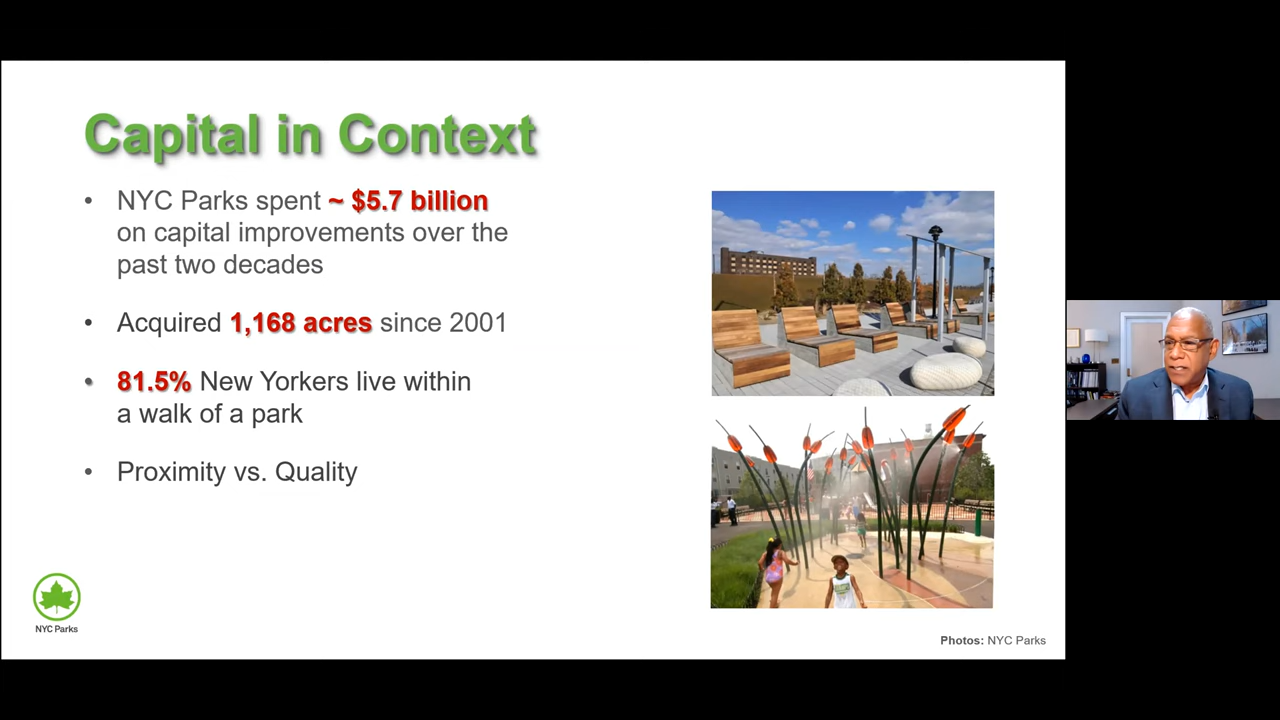 Capital in Context
• NYC Parks spent ~ $5.7 billion
on capital improvements over the
past two decades
• Acquired 1,168 acres since 2001
• 81.5% New Yorkers live within
a walk of a park
• Proximity vs. Quality
NYC Parks
Photos: NYC Parks